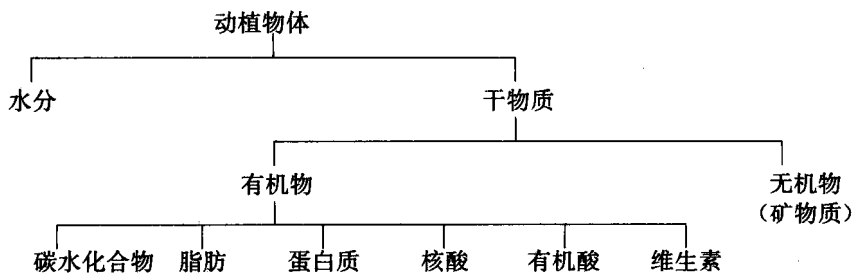 动植物体
水分 干物质
有机物 无机物
（矿物质）
碳水化合物 脂肪 蛋白质 核酸 有机酸 维生素